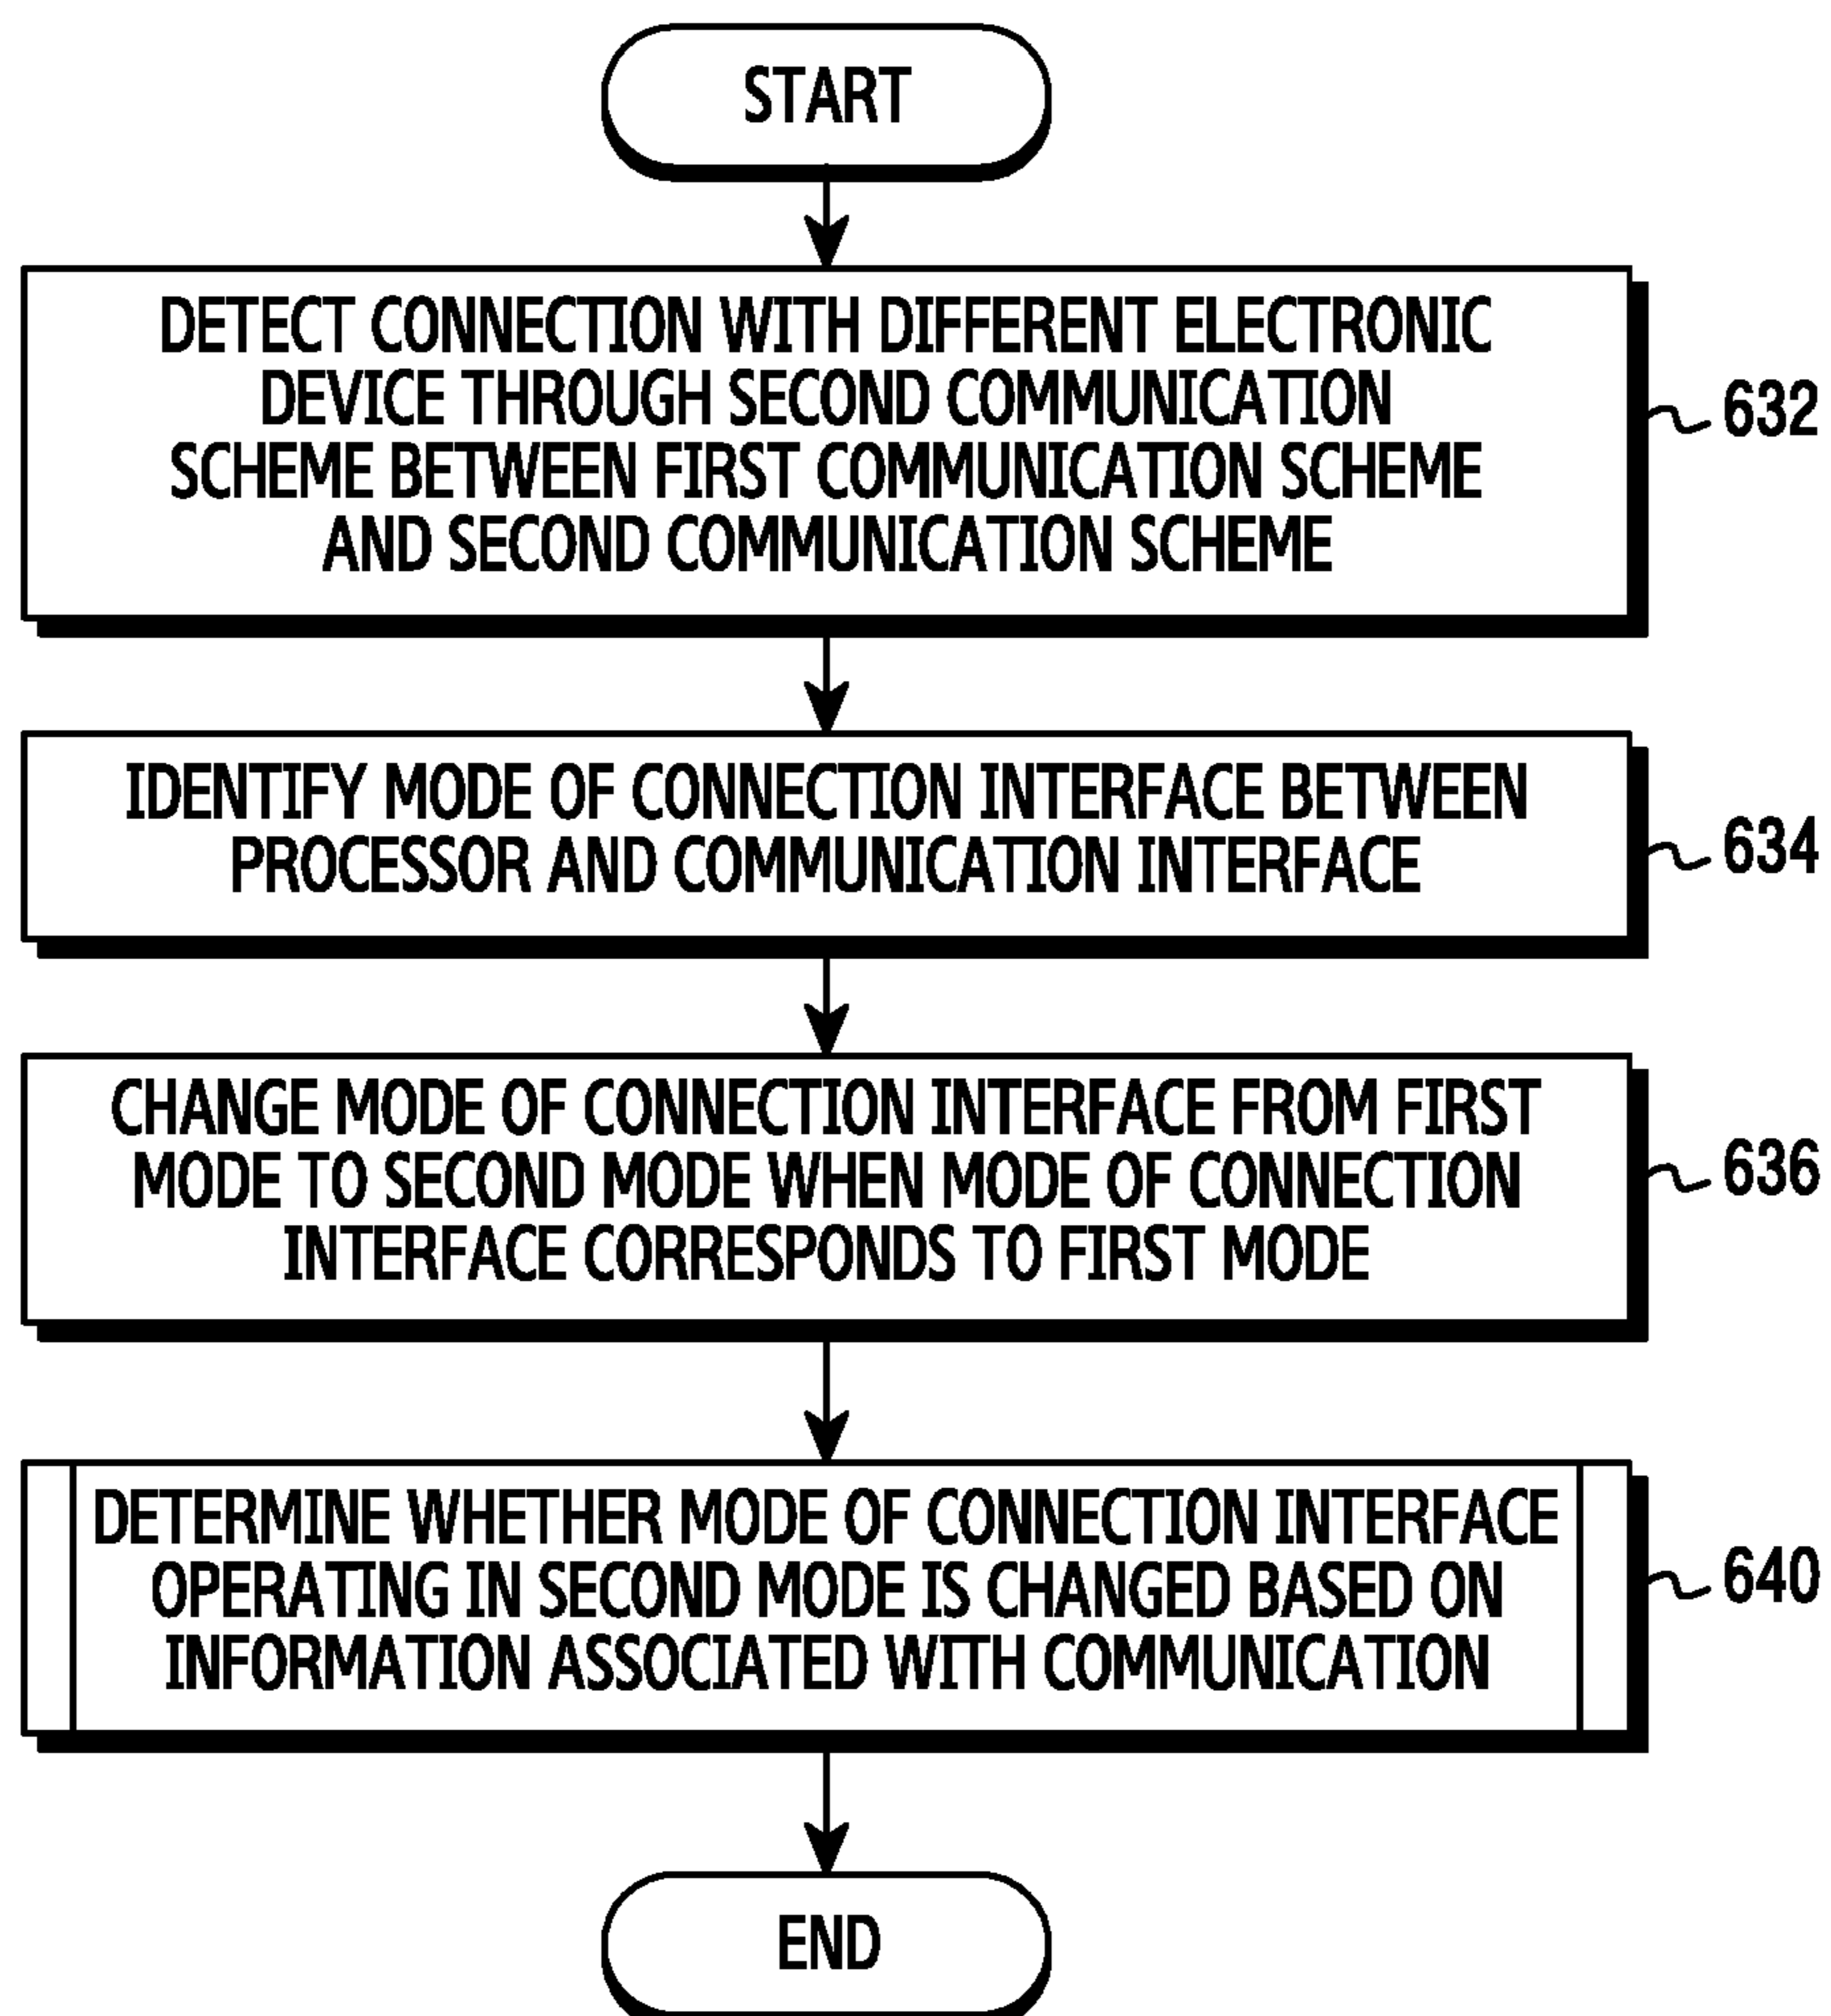 START
DETECT CONNECTION WITH DIFFERENT ELECTRONIC
DEVICE THROUGH SECOND COMMUNICATION
SCHEME BETWEEN FIRST COMMUNICATION SCHEME
AND SECOND COMMUNICATION SCHEME
632
IDENTIFY MODE OF CONNECTION INTERFACE BETWEEN
PROCESSOR AND COMMUNICATION INTERFACE
634
CHANGE MODE OF CONNECTION INTERFACE FROM FIRST
MODE TO SECOND MODE WHEN MODE OF CONNECTION
INTERFACE CORRESPONDS TO FIRST MODE
636
DETERMINE WHETHER MODE OF CONNECTION INTERFACE
OPERATING IN SECOND MODE IS CHANGED BASED ON
INFORMATION ASSOCIATED WITH COMMUNICATION
640
END